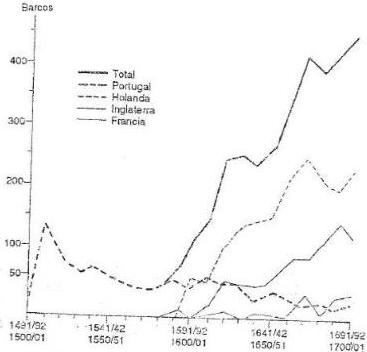 Barcos
400
300
200
100
50
Total
Portugal
Holanda
Inglaterra
Francia
1491/92 1541/42 1591/92 1641/42 1691/92
1500/01 1550/51 1600/01 1650/51 1700/01